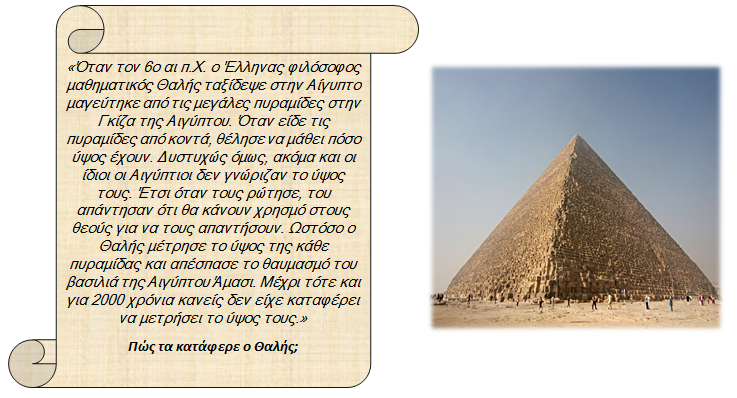 «Όταν τον 6ο αι π.Χ. ο Έλληνας φιλόσοφος
μαθηματικός Θαλής ταξίδεψε στην Αίγυπτο
μαγεύτηκε από τις μεγάλες πυραμίδες στην
Γκίζα της Αιγύπτου. Όταν είδε τις
πυραμίδες από κοντά, θέλησε να μάθει πόσο
ύψος έχουν. Δυστυχώς όμως, ακόμα και οι
ίδιοι οι Αιγύπτιοι δεν γνώριζαν το ύψος
τους. Έτσι όταν τους ρώτησε, του
απάντησαν ότι θα κάνουν χρησμό στους
θεούς για να τους απαντήσουν. Ωστόσο ο
Θαλής μέτρησε το ύψος της κάθε
πυραμίδας και απέσπασε το θαυμασμό του
βασιλιά της Αιγύπτου Άμασι. Μέχρι τότε και
για 2000 χρόνια κανείς δεν είχε καταφέρει
να μετρήσει το ύψος τους.»
Πώς τα κατάφερε ο Θαλής;